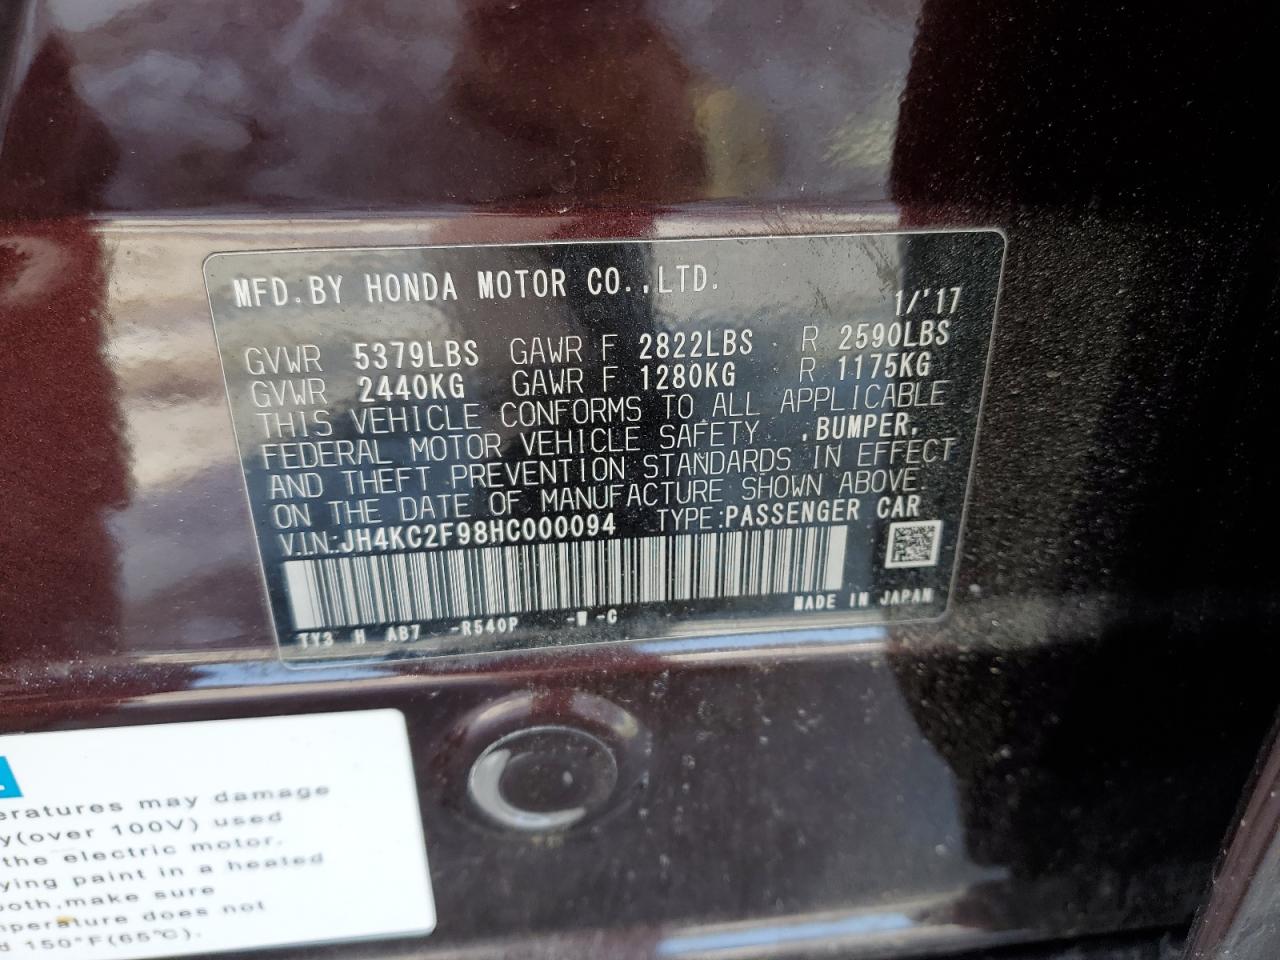 MFD.BY HONDA MOTOR CO.,LTD.
1/'17
GVWR 5379LBS GAWR F 2822LBS R 2590LBS
GVWR 2440KG GAWR F 1280KG R 1175KG
THIS VEHICLE CONFORMS TO ALL APPLICABLE
FEDERAL MOTOR VEHICLE SAFETY ,BUMPER,
AND THEFT PREVENTION STANDARDS IN EFFECT
ON THE DATE OF MANUFACTURE SHOWN ABOVE
V.I.N.:JH4KC2F98HC000094 TYPE:PASSENGER CAR
MADE IN JAPAN
TY3 H AB7 -R540P -W -C
eratures may damage
y(over 100V) used
the electric motor.
ying paint in a heated
ooth,make sure
mperature does not
d 150°F(65°C).